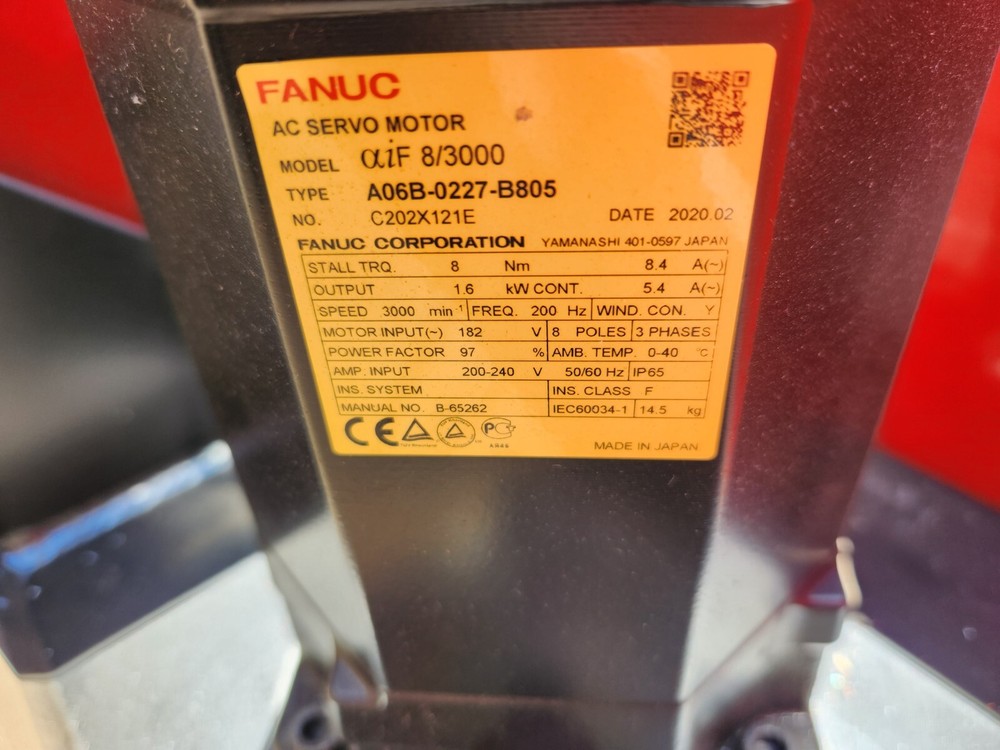 FANUC
AC SERVO MOTOR
MODEL αiF 8/3000
TYPE A06B-0227-B805
NO. C202X121E DATE 2020.02
FANUC CORPORATION YAMANASHI 401-0597 JAPAN
STALL TRQ. 8 Nm 8.4 A(~)
OUTPUT 1.6 kW CONT. 5.4 A(~)
SPEED 3000 min-1 FREQ. 200 Hz WIND. CON. Y
MOTOR INPUT(~) 182 V 8 POLES 3 PHASES
POWER FACTOR 97 % AMB. TEMP. 0-40 °C
AMP. INPUT 200-240 V 50/60 Hz IP65
INS. SYSTEM INS. CLASS F
MANUAL NO. B-65262 IEC60034-1 14.5 kg
CE PC
MADE IN JAPAN